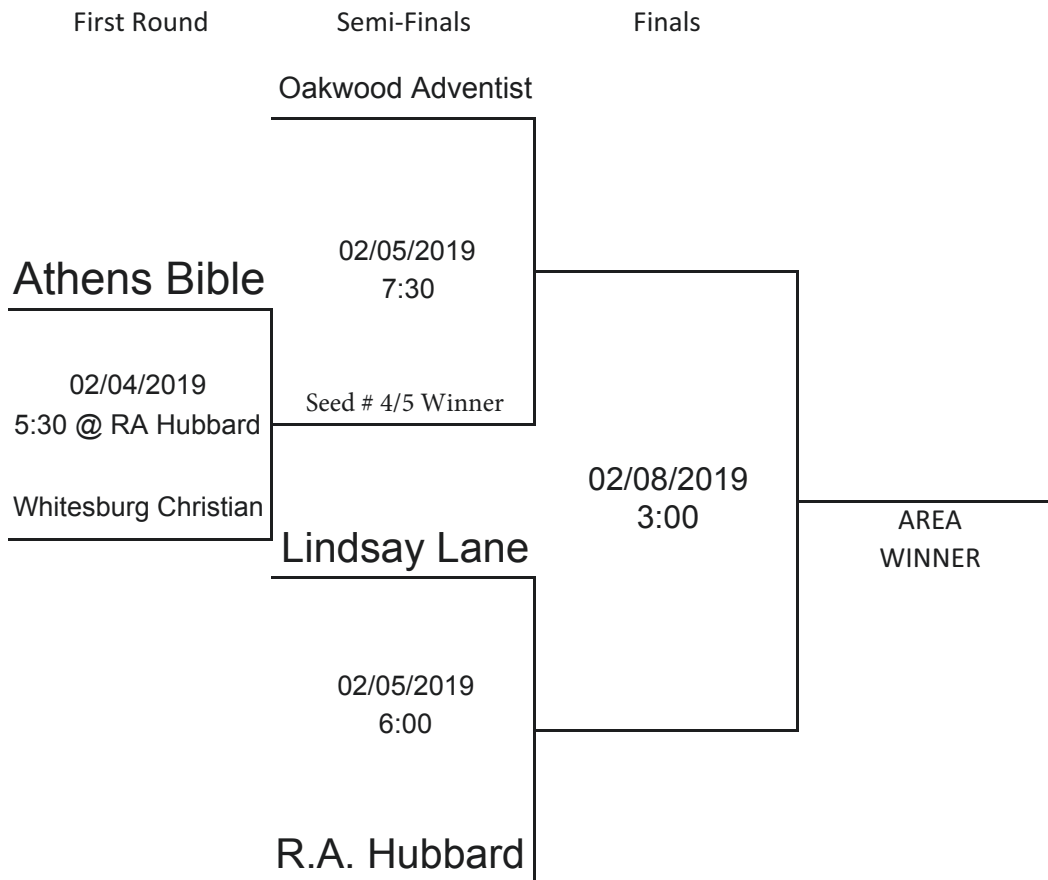 First Round
Semi-Finals
Finals
Oakwood Adventist
02/05/2019
7:30
Athens Bible
02/04/2019
5:30 @ RA Hubbard
Seed # 4/5 Winner
Whitesburg Christian
02/08/2019
3:00
AREA
WINNER
Lindsay Lane
02/05/2019
6:00
R.A. Hubbard